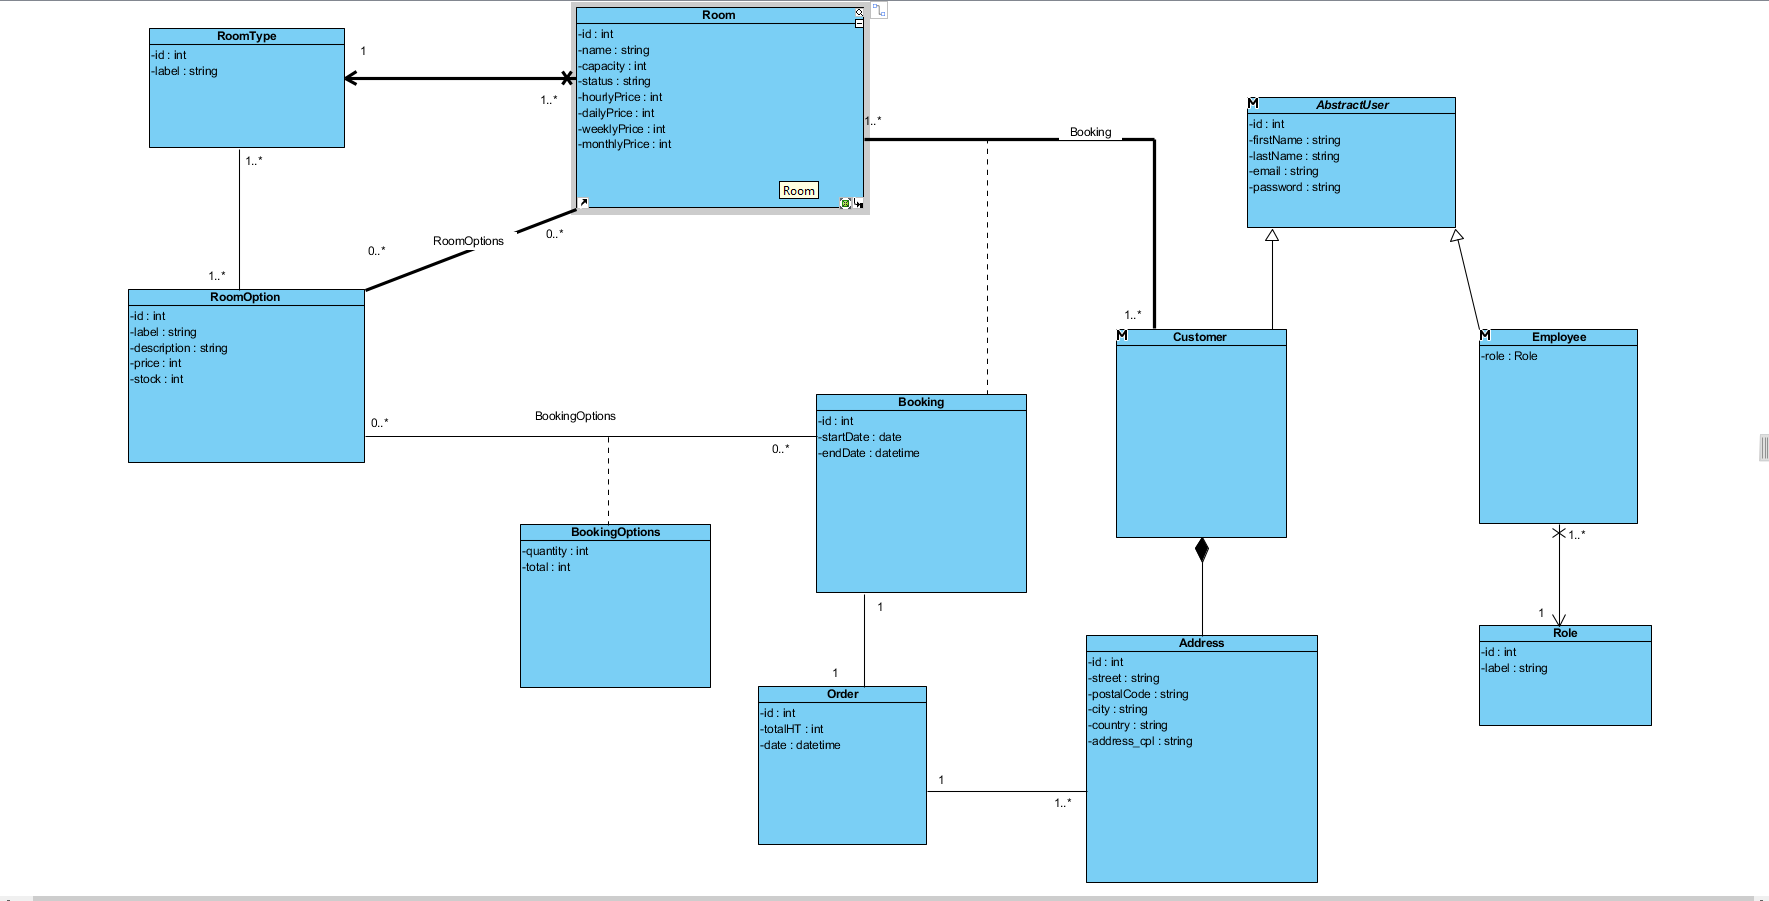 Room
-id : int
-name : string
-capacity : int
-status : string
-hourlyPrice : int
-dailyPrice : int
-weeklyPrice : int
-monthlyPrice : int
Room
RoomType
-id : int
-label : string
1
1..*
1..*
1..*
1..*
Booking
1..*
M
AbstractUser
-id : int
-firstName : string
-lastName : string
-email : string
-password : string
RoomOptions
0..*
0..*
RoomOption
-id : int
-label : string
-description : string
-price : int
-stock : int
M
Customer
M
Employee
-role : Role
0..*
BookingOptions
0..*
Booking
-id : int
-startDate : date
-endDate : datetime
BookingOptions
-quantity : int
-total : int
1
1
Order
-id : int
-totalHT : int
-date : datetime
1
1..*
Address
-id : int
-street : string
-postalCode : string
-city : string
-country : string
-address_cpl : string
1..*
1
Role
-id : int
-label : string